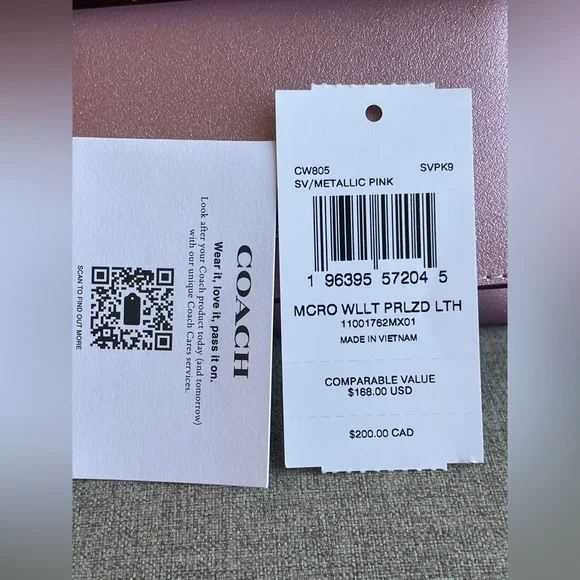 COACH
Wear it, love it, pass it on.
Look after your Coach product today (and tomorrow)
with our unique Coach Cares services.
SCAN TO FIND OUT MORE
CW805 SVPK9
SV/METALLIC PINK
1 96395 57204 5
MCRO WLLT PRLZD LTH
11001762MX01
MADE IN VIETNAM
COMPARABLE VALUE
$168.00 USD
$200.00 CAD